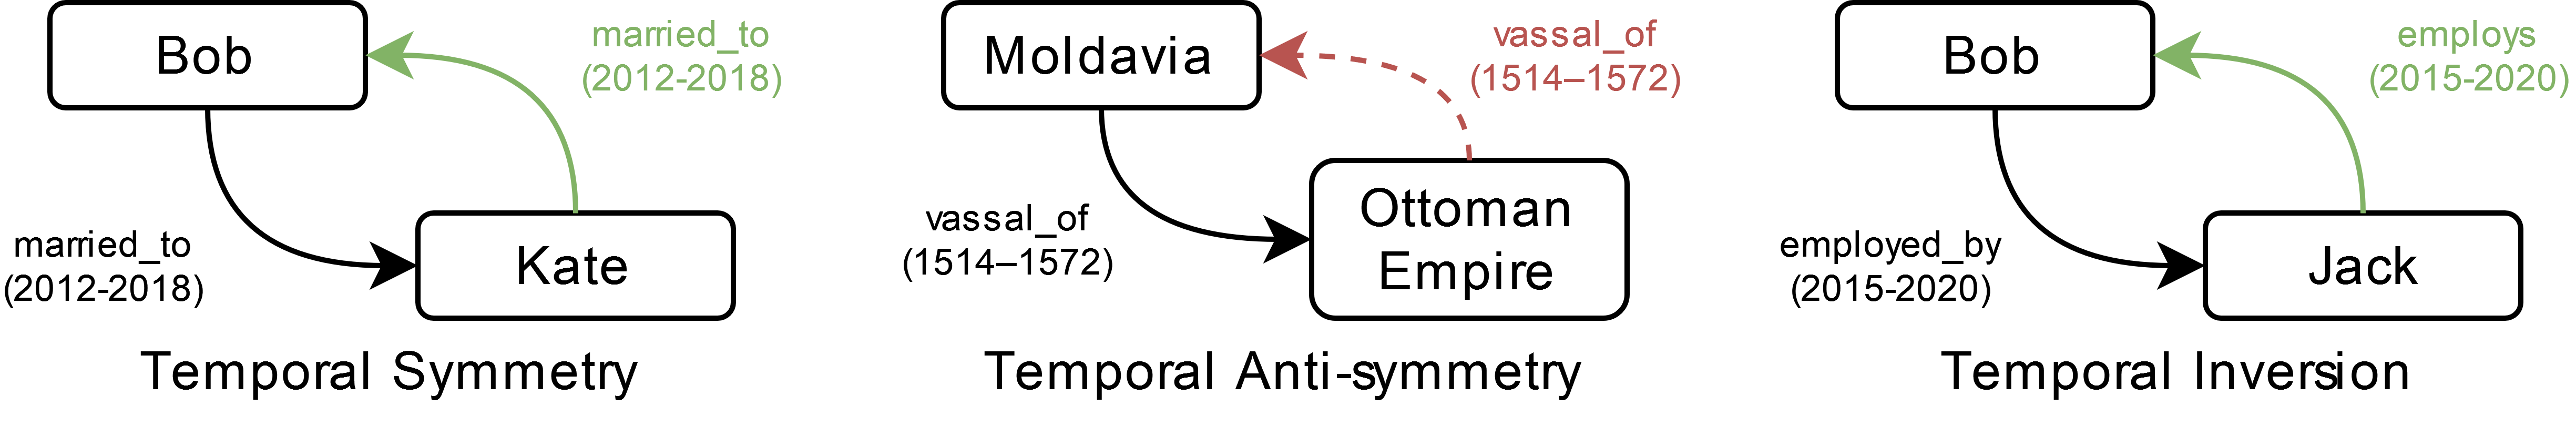 Bob
married_to
(2012-2018)
married_to
(2012-2018)
Kate
Temporal Symmetry
Moldavia
vassal_of
(1514–1572)
vassal_of
(1514–1572)
Ottoman
Empire
Temporal Anti-symmetry
Bob
employs
(2015-2020)
employed_by
(2015-2020)
Jack
Temporal Inversion